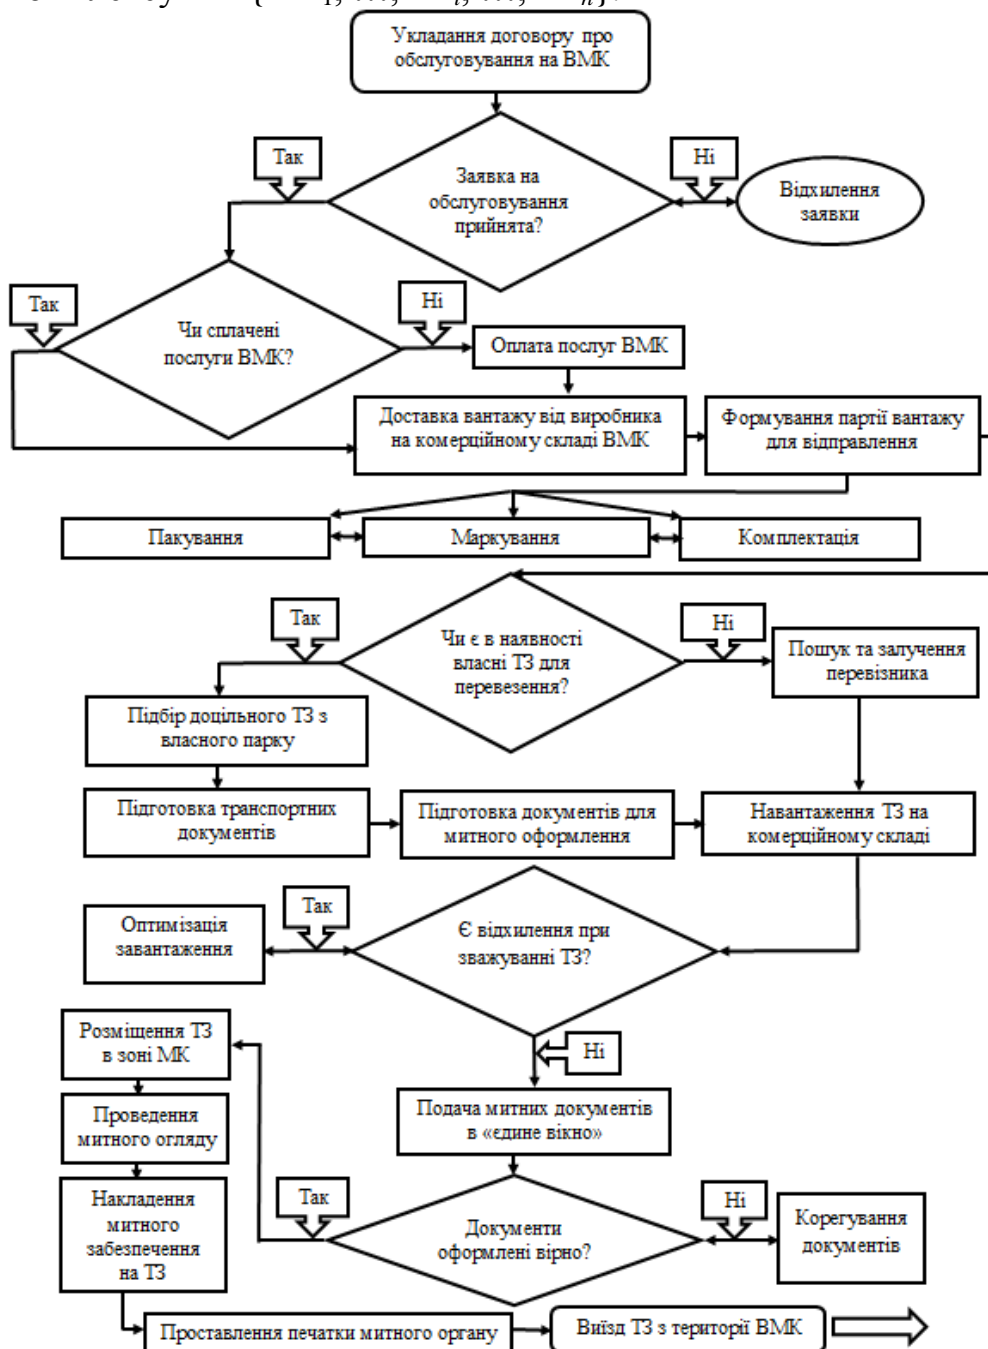 Укладання договору про
обслуговування на ВМК
Так
Ні
Заявка на
обслуговування
прийнята?
Відхилення
заявки
Так
Ні
Чи сплачені
послуги ВМК?
Оплата послуг ВМК
Доставка вантажу від виробника
на комерційному складі ВМК
Формування партії вантажу
для відправлення
Пакування
Маркування
Комплектація
Так
Ні
Чи є в наявності
власні ТЗ для
перевезення?
Пошук та залучення
перевізника
Підбір доцільного ТЗ з
власного парку
Підготовка транспортних
документів
Підготовка документів для
митного оформлення
Навантаження ТЗ на
комерційному складі
Так
Оптимізація
завантаження
Є відхилення при
зважуванні ТЗ?
Ні
Розміщення ТЗ
в зоні МК
Подача митних документів
в «єдине вікно»
Проведення
митного огляду
Накладення
митного
забезпечення
на ТЗ
Так
Ні
Документи
оформлені вірно?
Корегування
документів
Проставлення печатки митного органу
Виїзд ТЗ з території ВМК